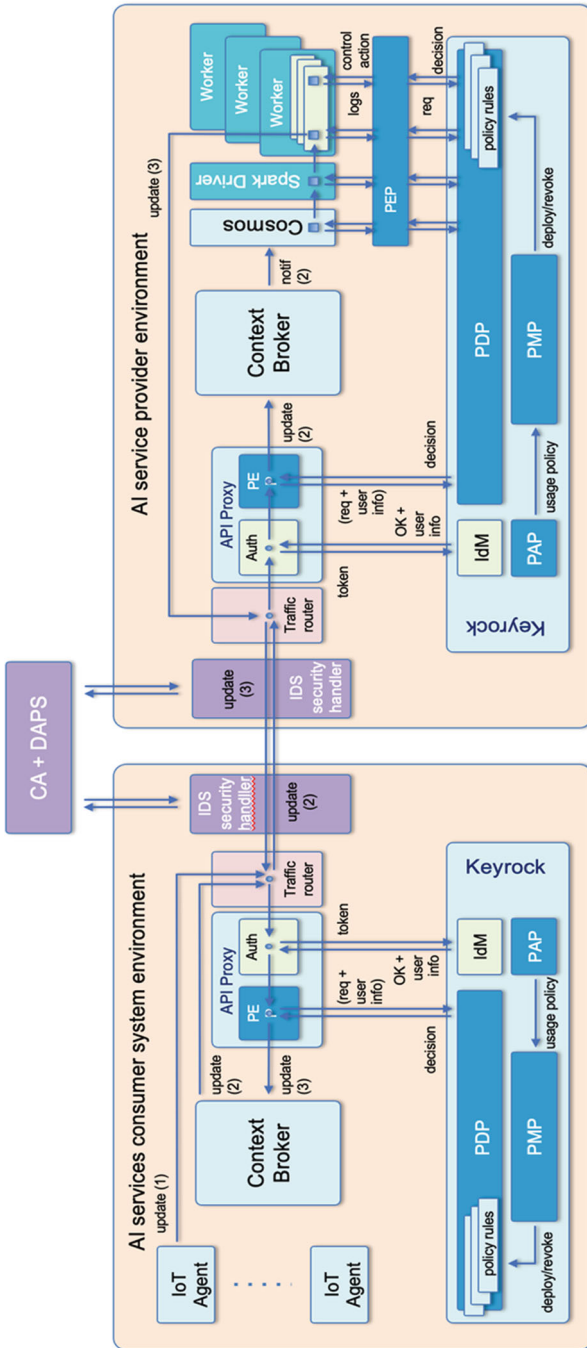 CA + DAPS
AI services consumer system environment
update (1)
IoT
Agent
IoT
Agent
Context
Broker
update
(2)
update
(3)
API Proxy
PE
P
Auth
Traffic
router
IDS
security
handller
update
(2)
(req +
user
info)
decision
token
OK +
user
info
Keyrock
policy rules
PDP
IdM
deploy/revoke
PMP
usage policy
PAP
AI service provider environment
update (3)
update
(3)
IDS
security
handler
Traffic
router
API Proxy
Auth
PE
P
update
(2)
Context
Broker
notif
(2)
Cosmos
Spark Driver
Worker
Worker
Worker
logs
control
action
PEP
req
decision
token
OK +
user
info
(req +
user
info)
decision
Keyrock
IdM
PDP
policy rules
PAP
usage policy
PMP
deploy/revoke